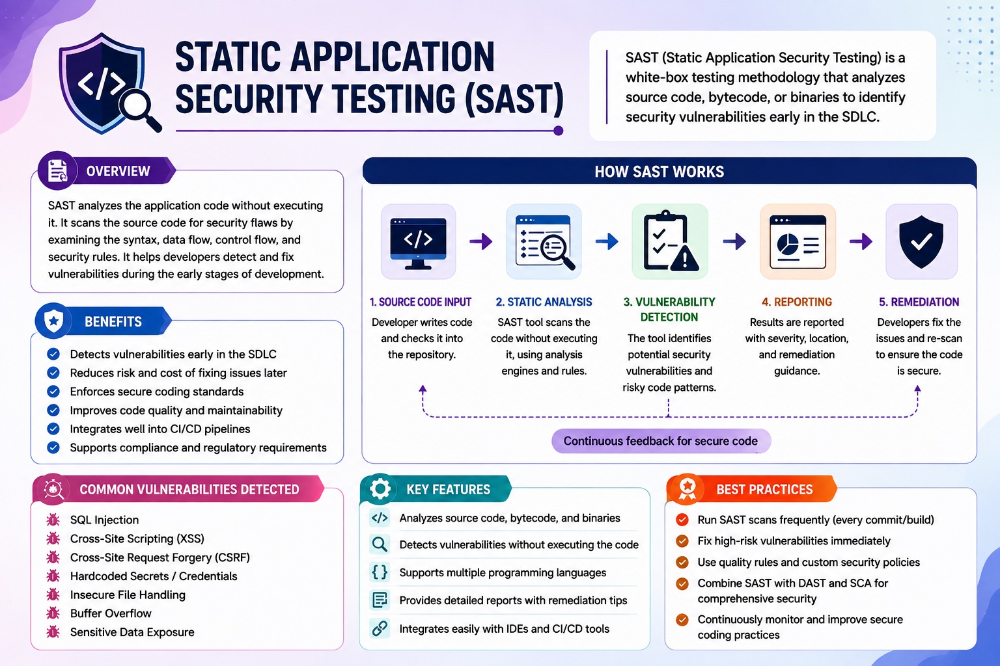 STATIC APPLICATION
SECURITY TESTING (SAST)
SAST (Static Application Security Testing) is a
white-box testing methodology that analyzes
source code, bytecode, or binaries to identify
security vulnerabilities early in the SDLC.
OVERVIEW
SAST analyzes the application code without executing
it. It scans the source code for security flaws by
examining the syntax, data flow, control flow, and
security rules. It helps developers detect and fix
vulnerabilities during the early stages of development.
BENEFITS
Detects vulnerabilities early in the SDLC
Reduces risk and cost of fixing issues later
Enforces secure coding standards
Improves code quality and maintainability
Integrates well into CI/CD pipelines
Supports compliance and regulatory requirements
HOW SAST WORKS
1. SOURCE CODE INPUT
Developer writes code
and checks it into
the repository.
2. STATIC ANALYSIS
SAST tool scans the
code without executing
it, using analysis
engines and rules.
3. VULNERABILITY
DETECTION
The tool identifies
potential security
vulnerabilities and
risky code patterns.
4. REPORTING
Results are reported
with severity, location,
and remediation
guidance.
5. REMEDIATION
Developers fix the
issues and re-scan
to ensure the code
is secure.
Continuous feedback for secure code
COMMON VULNERABILITIES DETECTED
SQL Injection
Cross-Site Scripting (XSS)
Cross-Site Request Forgery (CSRF)
Hardcoded Secrets / Credentials
Insecure File Handling
Buffer Overflow
Sensitive Data Exposure
KEY FEATURES
Analyzes source code, bytecode, and binaries
Detects vulnerabilities without executing the code
Supports multiple programming languages
Provides detailed reports with remediation tips
Integrates easily with IDEs and CI/CD tools
BEST PRACTICES
Run SAST scans frequently (every commit/build)
Fix high-risk vulnerabilities immediately
Use quality rules and custom security policies
Combine SAST with DAST and SCA for
comprehensive security
Continuously monitor and improve secure
coding practices